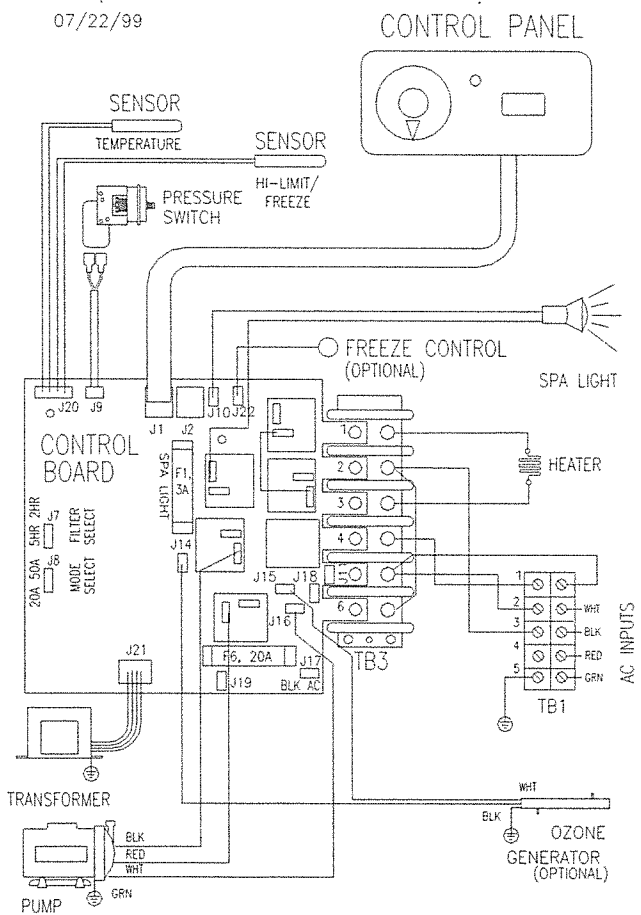 07/22/99
CONTROL PANEL
SENSOR
TEMPERATURE
SENSOR
HI-LIMIT/
FREEZE
PRESSURE
SWITCH
FREEZE CONTROL
(OPTIONAL)
SPA LIGHT
J20
J9
J1
J2
J10
J22
CONTROL
BOARD
SPA LIGHT
F1,
3A
5HR 2HR
J7
FILTER
SELECT
20A 50A
J8
MODE
SELECT
J14
J15
J18
J16
F6, 20A
J17
BLK AC
J19
J21
1
2
3
4
6
TB3
HEATER
1
2
3
4
5
WHT
BLK
RED
GRN
AC INPUTS
TB1
TRANSFORMER
BLK
RED
WHT
GRN
PUMP
WHT
BLK
OZONE
GENERATOR
(OPTIONAL)